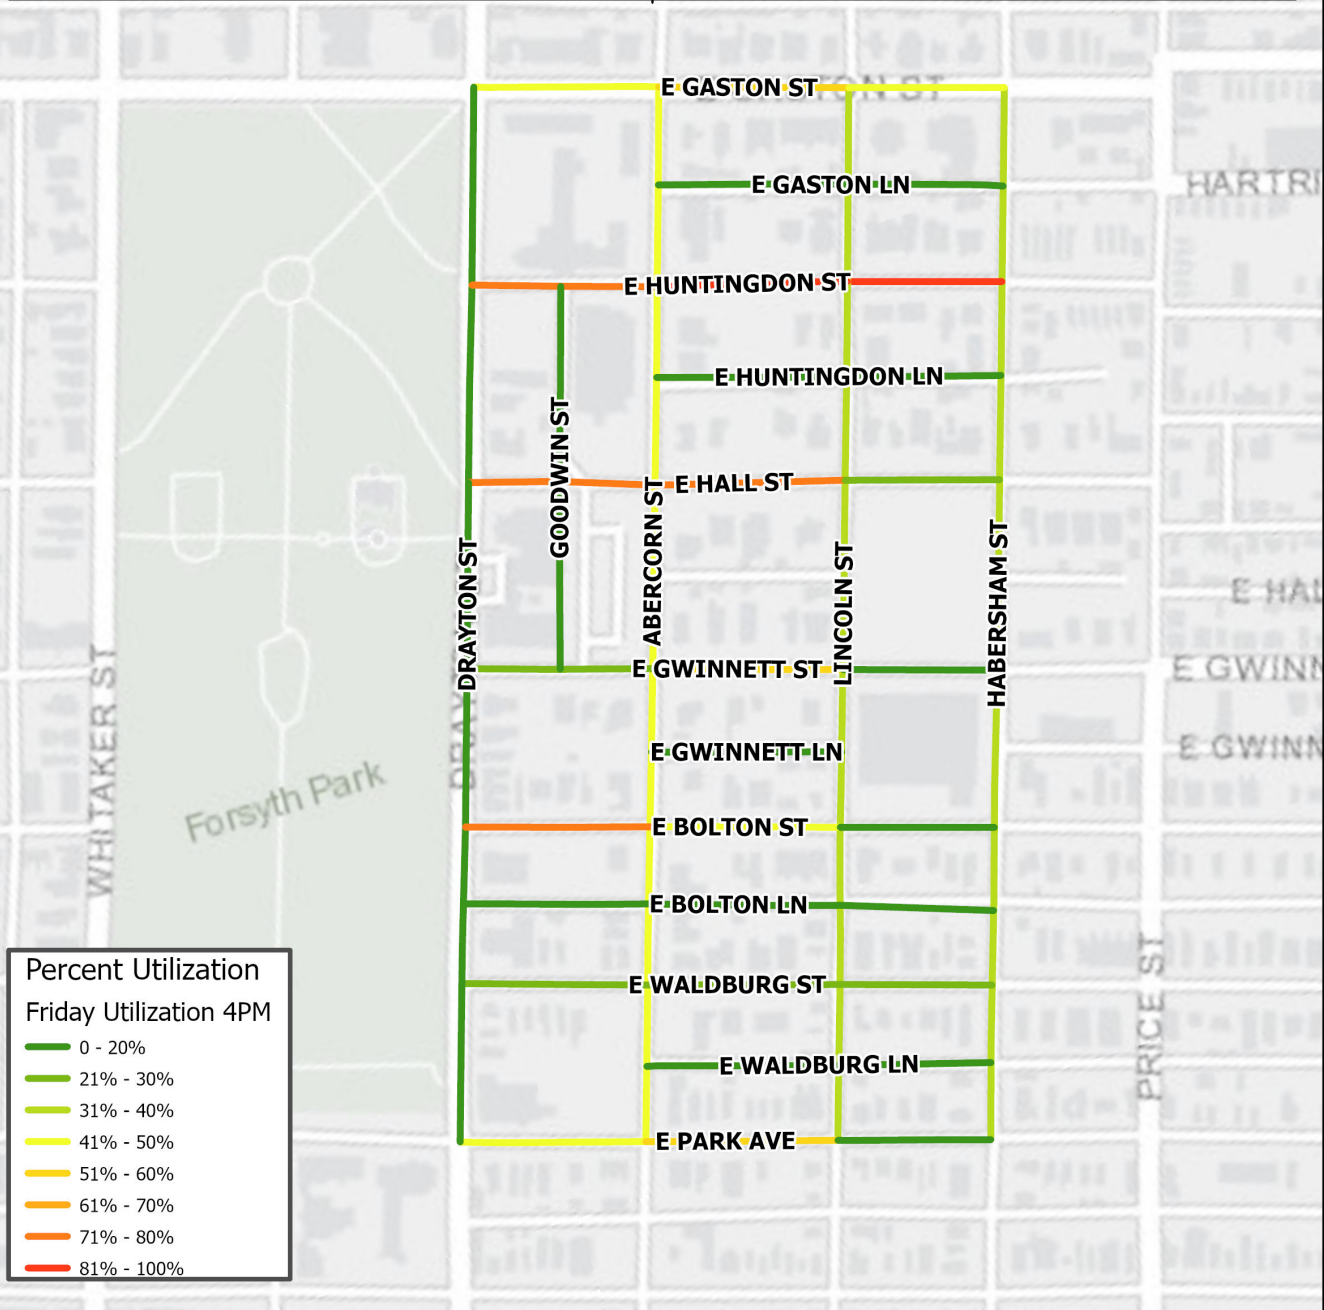 E GASTON ST
HARTRI
E GASTON LN
E HUNTINGDON ST
E HUNTINGDON LN
GOODWIN ST
E HALL ST
ABERCORN ST
DRAYTON ST
LINCOLN ST
HABERSHAM ST
E HAL
WHITAKER ST
E GWINNETT ST
E GWINN
E GWINNETT LN
E GWINN
Forsyth Park
E BOLTON ST
E BOLTON LN
PRICE ST
E WALDBURG ST
E WALDBURG LN
E PARK AVE
Percent Utilization
Friday Utilization 4PM
0 - 20%
21% - 30%
31% - 40%
41% - 50%
51% - 60%
61% - 70%
71% - 80%
81% - 100%